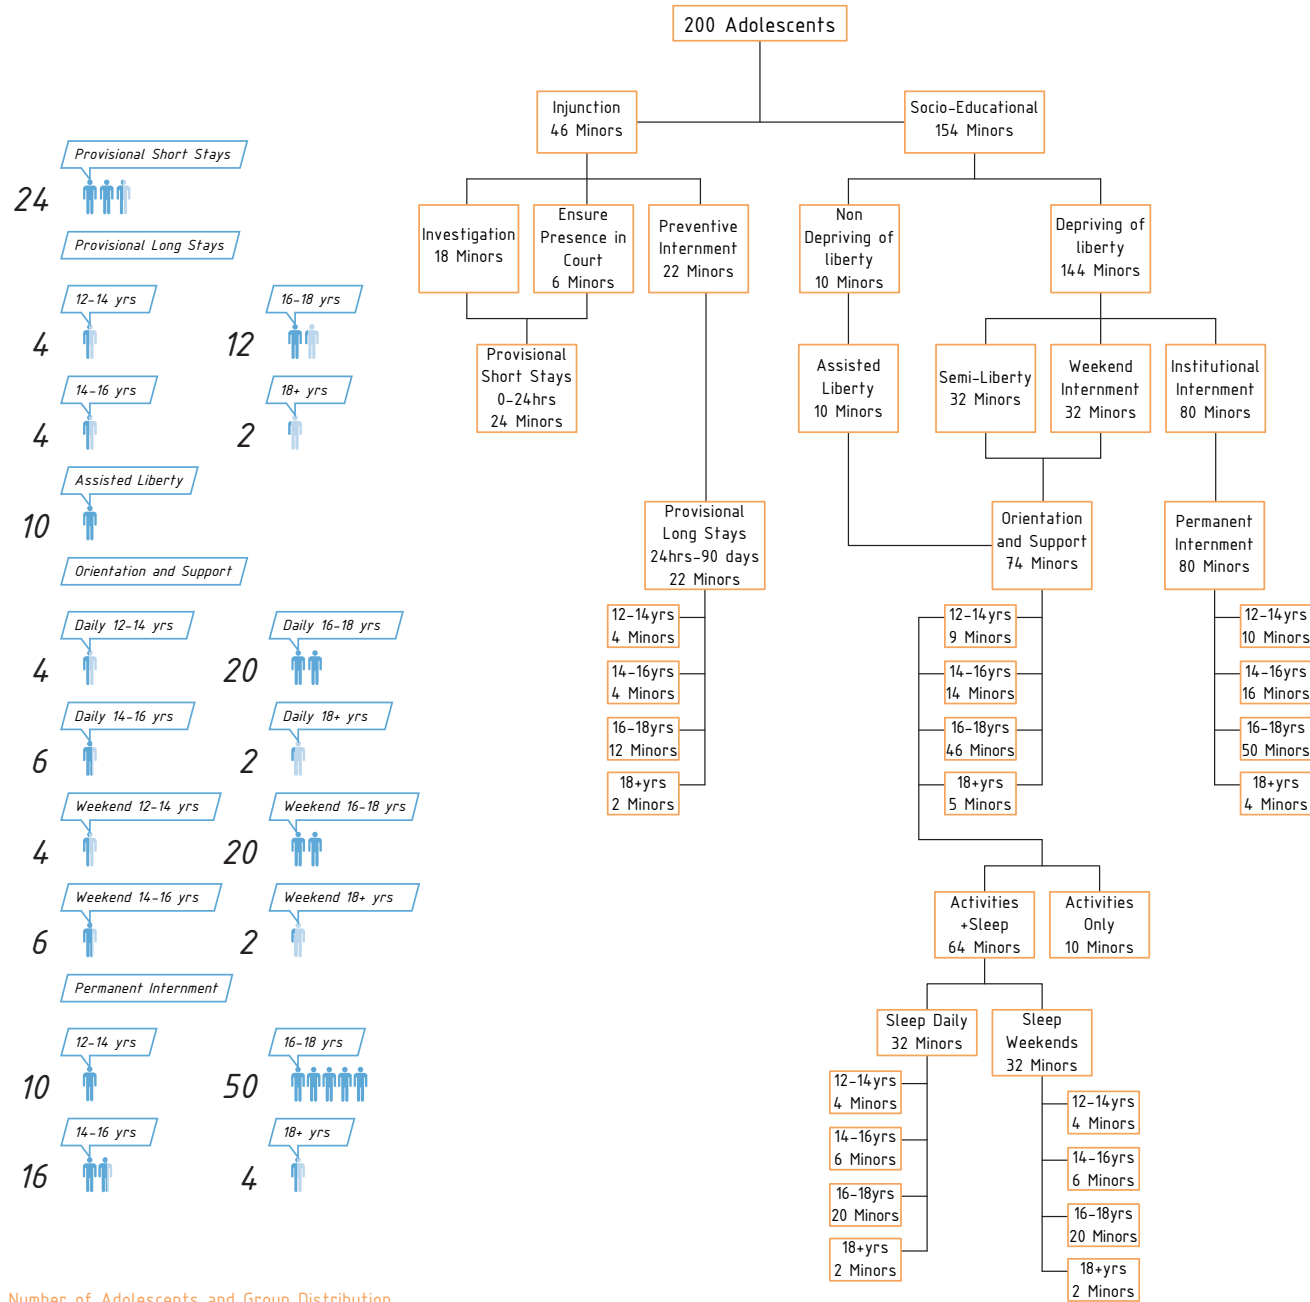 200 Adolescents
Injunction
46 Minors
Socio-Educational
154 Minors
Investigation
18 Minors
Ensure
Presence in
Court
6 Minors
Preventive
Internment
22 Minors
Non
Depriving of
liberty
10 Minors
Depriving of
liberty
144 Minors
Provisional
Short Stays
0-24hrs
24 Minors
Assisted
Liberty
10 Minors
Semi-Liberty
32 Minors
Weekend
Internment
32 Minors
Institutional
Internment
80 Minors
Provisional
Long Stays
24hrs-90 days
22 Minors
Orientation
and Support
74 Minors
Permanent
Internment
80 Minors
12-14yrs
4 Minors
14-16yrs
4 Minors
16-18yrs
12 Minors
18+yrs
2 Minors
12-14yrs
9 Minors
14-16yrs
14 Minors
16-18yrs
46 Minors
18+yrs
5 Minors
12-14yrs
10 Minors
14-16yrs
16 Minors
16-18yrs
50 Minors
18+yrs
4 Minors
Activities
+Sleep
64 Minors
Activities
Only
10 Minors
Sleep Daily
32 Minors
Sleep
Weekends
32 Minors
12-14yrs
4 Minors
14-16yrs
6 Minors
16-18yrs
20 Minors
18+yrs
2 Minors
12-14yrs
4 Minors
14-16yrs
6 Minors
16-18yrs
20 Minors
18+yrs
2 Minors
Provisional Short Stays
24
Provisional Long Stays
12-14 yrs
4
16-18 yrs
12
14-16 yrs
4
18+ yrs
2
Assisted Liberty
10
Orientation and Support
Daily 12-14 yrs
4
Daily 16-18 yrs
20
Daily 14-16 yrs
6
Daily 18+ yrs
2
Weekend 12-14 yrs
4
Weekend 16-18 yrs
20
Weekend 14-16 yrs
6
Weekend 18+ yrs
2
Permanent Internment
12-14 yrs
10
16-18 yrs
50
14-16 yrs
16
18+ yrs
4
Number of Adolescents and Group Distribution